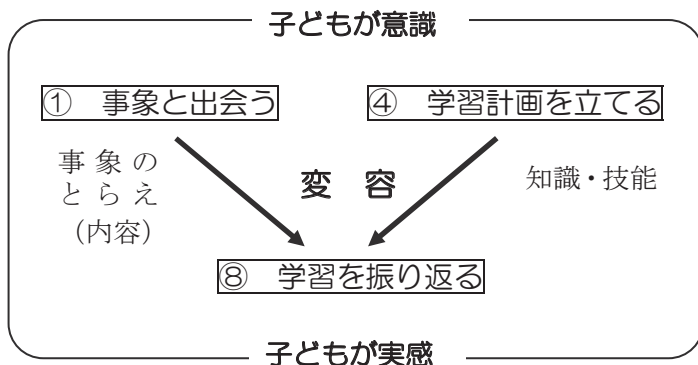 子どもが意識
① 事象と出会う
④ 学習計画を立てる
事象の
とらえ
（内容）
変容
知識・技能
⑧ 学習を振り返る
子どもが実感